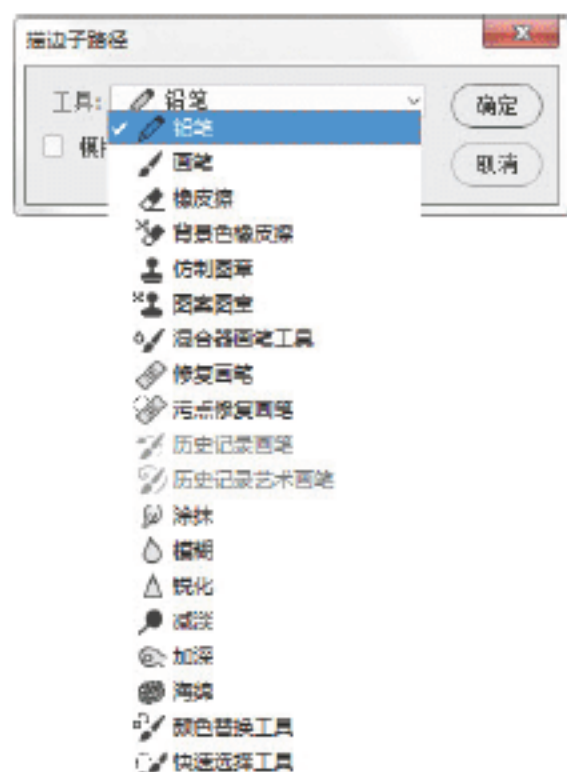 描边子路径
工具: 铅笔
确定
铅笔
模
画笔
取消
橡皮擦
背景色橡皮擦
仿制图章
图案图章
混合器画笔工具
修复画笔
污点修复画笔
历史记录画笔
历史记录艺术画笔
涂抹
模糊
锐化
减淡
加深
海绵
颜色替换工具
快速选择工具